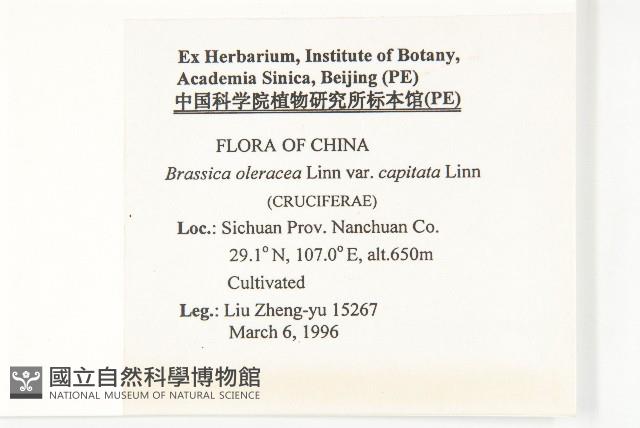 Ex Herbarium, Institute of Botany,
Academia Sinica, Beijing (PE)
中国科学院植物研究所标本馆(PE)
FLORA OF CHINA
Brassica oleracea Linn var. capitata Linn
(CRUCIFERAE)
Loc.: Sichuan Prov. Nanchuan Co.
29.1° N, 107.0° E, alt.650m
Cultivated
Leg.: Liu Zheng-yu 15267
March 6, 1996
國立自然科學博物館
NATIONAL MUSEUM OF NATURAL SCIENCE